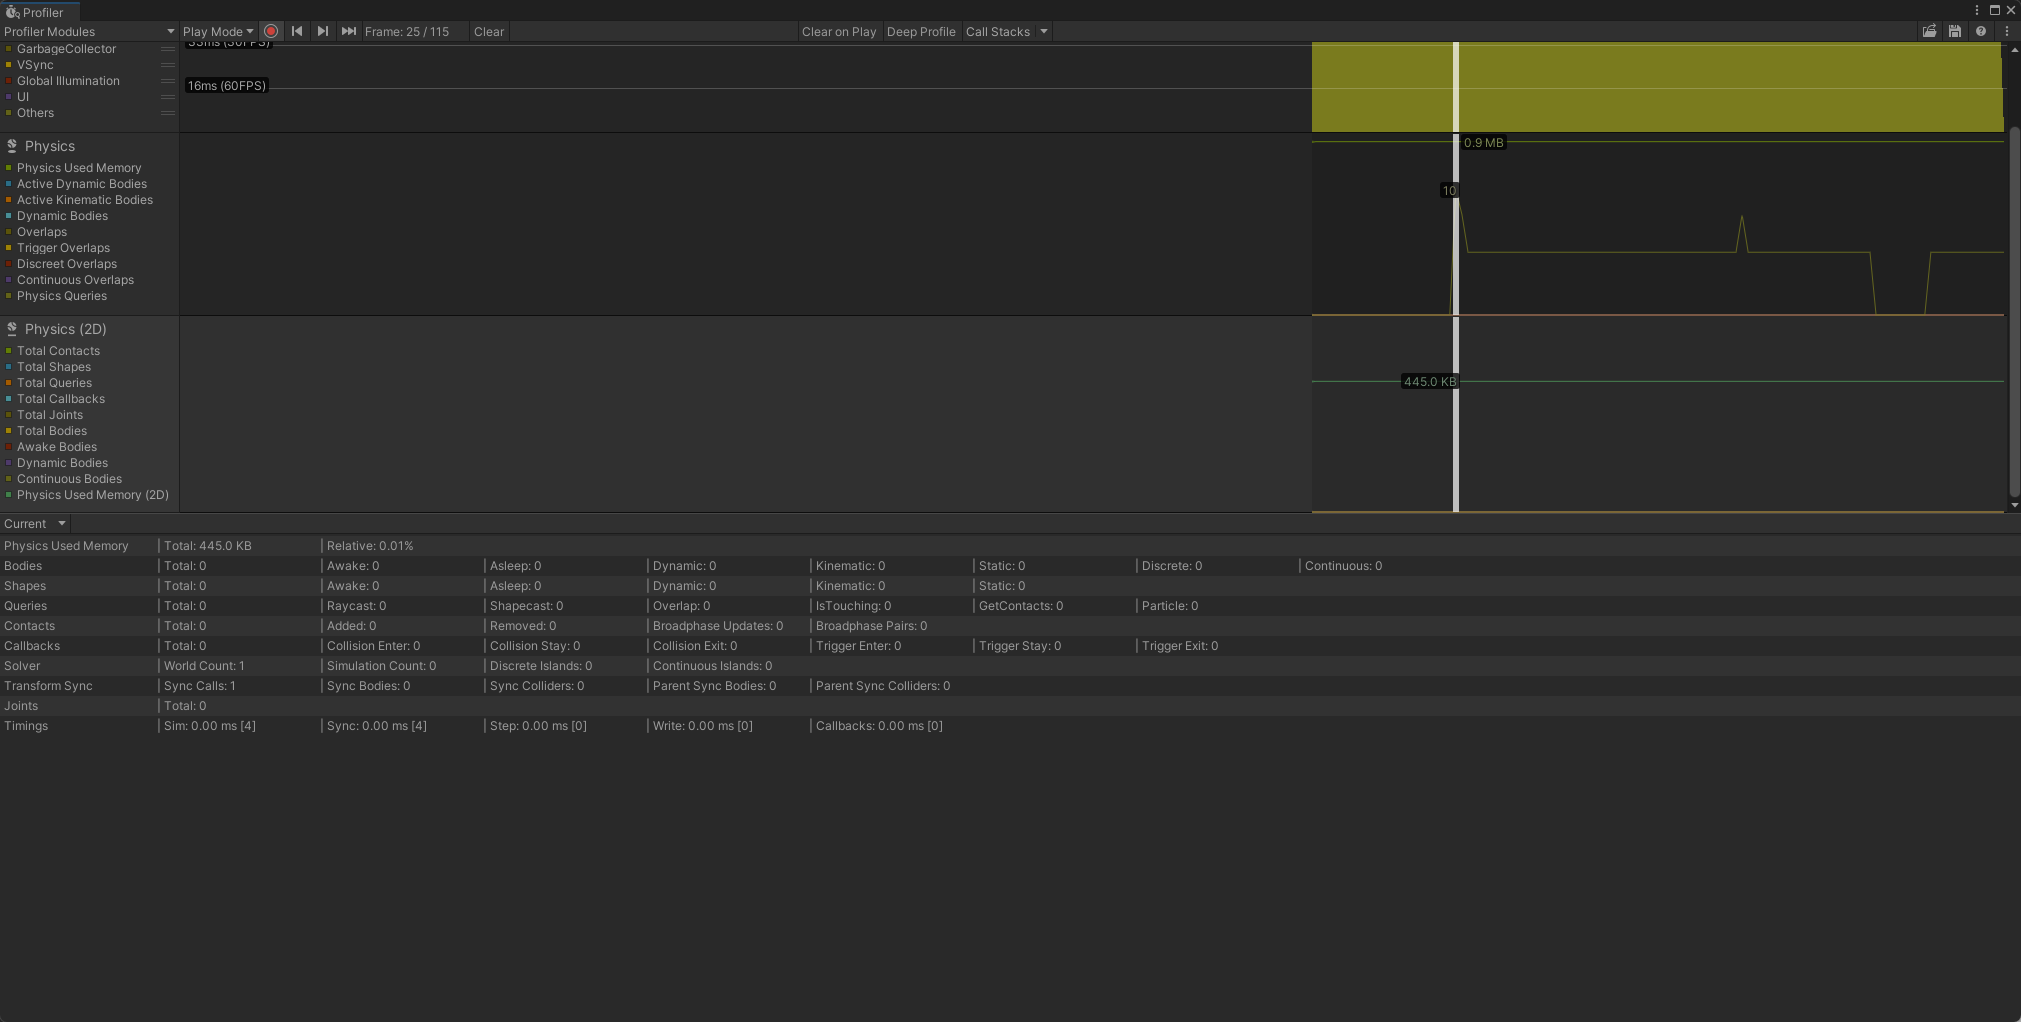 Profiler
Profiler Modules Play Mode Frame: 25 / 115 Clear Clear on Play Deep Profile Call Stacks
33ms (30FPS)
GarbageCollector
VSync
Global Illumination
16ms (60FPS)
UI
Others
Physics
0.9 MB
Physics Used Memory
Active Dynamic Bodies
10
Active Kinematic Bodies
Dynamic Bodies
Overlaps
Trigger Overlaps
Discreet Overlaps
Continuous Overlaps
Physics Queries
Physics (2D)
Total Contacts
Total Shapes
Total Queries
445.0 KB
Total Callbacks
Total Joints
Total Bodies
Awake Bodies
Dynamic Bodies
Continuous Bodies
Physics Used Memory (2D)
Current
Physics Used Memory | Total: 445.0 KB | Relative: 0.01%
Bodies | Total: 0 | Awake: 0 | Asleep: 0 | Dynamic: 0 | Kinematic: 0 | Static: 0 | Discrete: 0 | Continuous: 0
Shapes | Total: 0 | Awake: 0 | Asleep: 0 | Dynamic: 0 | Kinematic: 0 | Static: 0
Queries | Total: 0 | Raycast: 0 | Shapecast: 0 | Overlap: 0 | IsTouching: 0 | GetContacts: 0 | Particle: 0
Contacts | Total: 0 | Added: 0 | Removed: 0 | Broadphase Updates: 0 | Broadphase Pairs: 0
Callbacks | Total: 0 | Collision Enter: 0 | Collision Stay: 0 | Collision Exit: 0 | Trigger Enter: 0 | Trigger Stay: 0 | Trigger Exit: 0
Solver | World Count: 1 | Simulation Count: 0 | Discrete Islands: 0 | Continuous Islands: 0
Transform Sync | Sync Calls: 1 | Sync Bodies: 0 | Sync Colliders: 0 | Parent Sync Bodies: 0 | Parent Sync Colliders: 0
Joints | Total: 0
Timings | Sim: 0.00 ms [4] | Sync: 0.00 ms [4] | Step: 0.00 ms [0] | Write: 0.00 ms [0] | Callbacks: 0.00 ms [0]